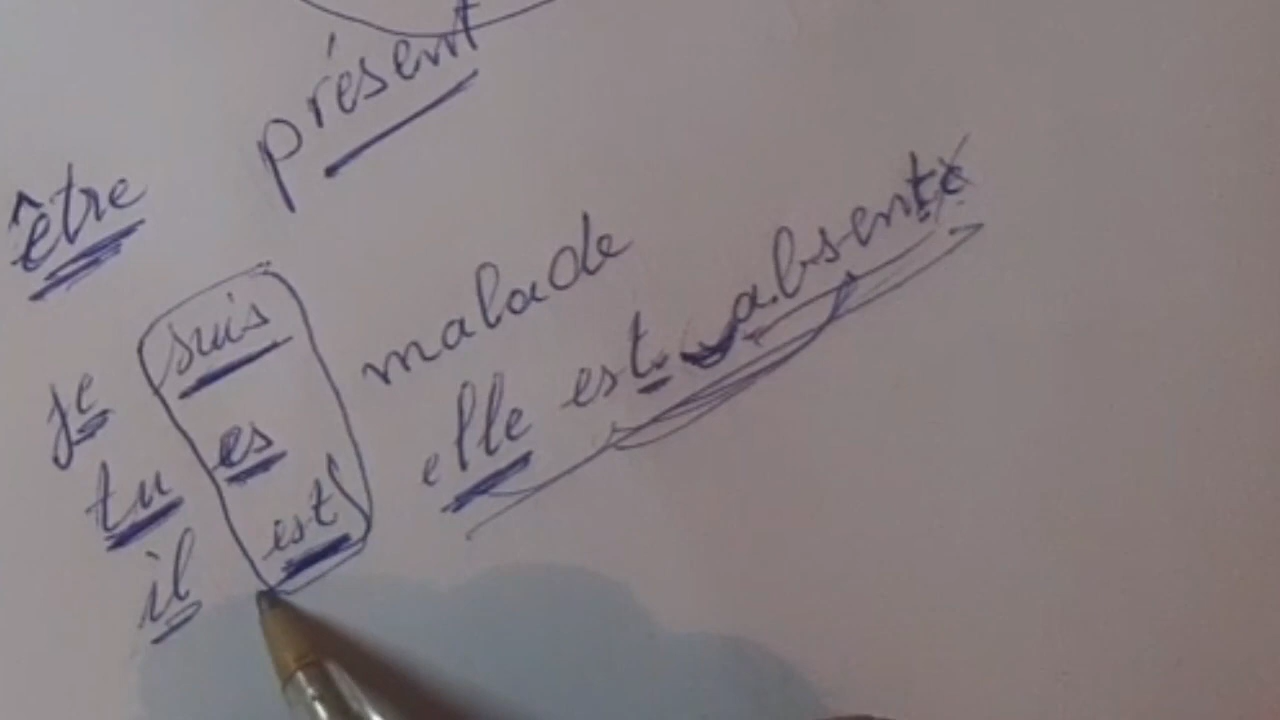 présent
être
je suis malade
tu es elle est absente
il est